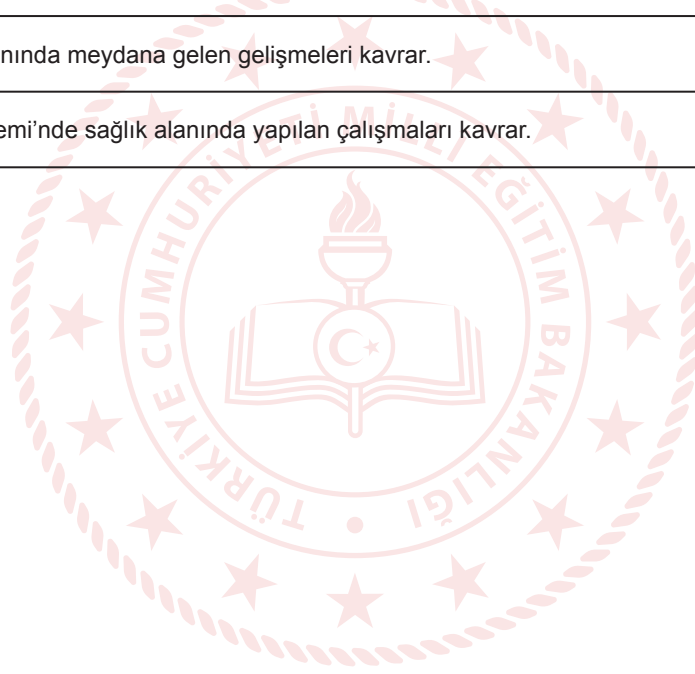 nında meydana gelen gelişmeleri kavrar.
emi’nde sağlık alanında yapılan çalışmaları kavrar.
TÜRKİYE CUMHURİYETİ MİLLÎ EĞİTİM BAKANLIĞI